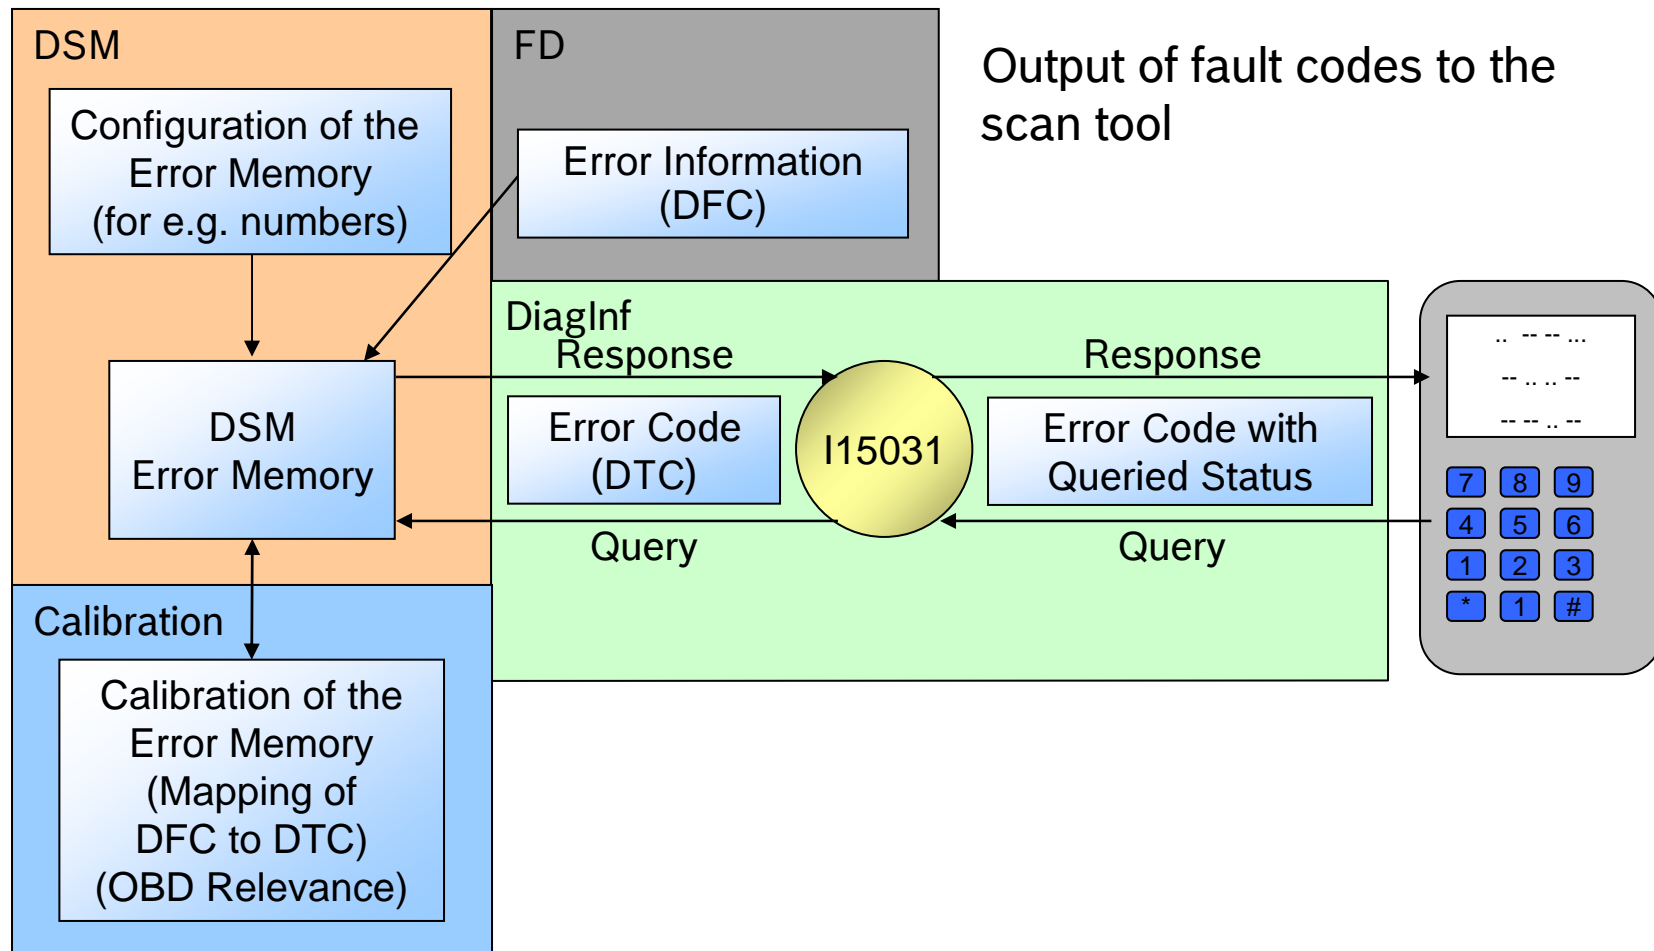 DSM
Configuration of the
Error Memory
(for e.g. numbers)
FD
Error Information
(DFC)
Output of fault codes to the
scan tool
DiagInf
Response
Response
DSM
Error Memory
Error Code
(DTC)
I15031
Error Code with
Queried Status
Query
Query
.. -- -- ...
-- .. .. --
-- -- .. --
7 8 9
4 5 6
1 2 3
* 1 #
Calibration
Calibration of the
Error Memory
(Mapping of
DFC to DTC)
(OBD Relevance)